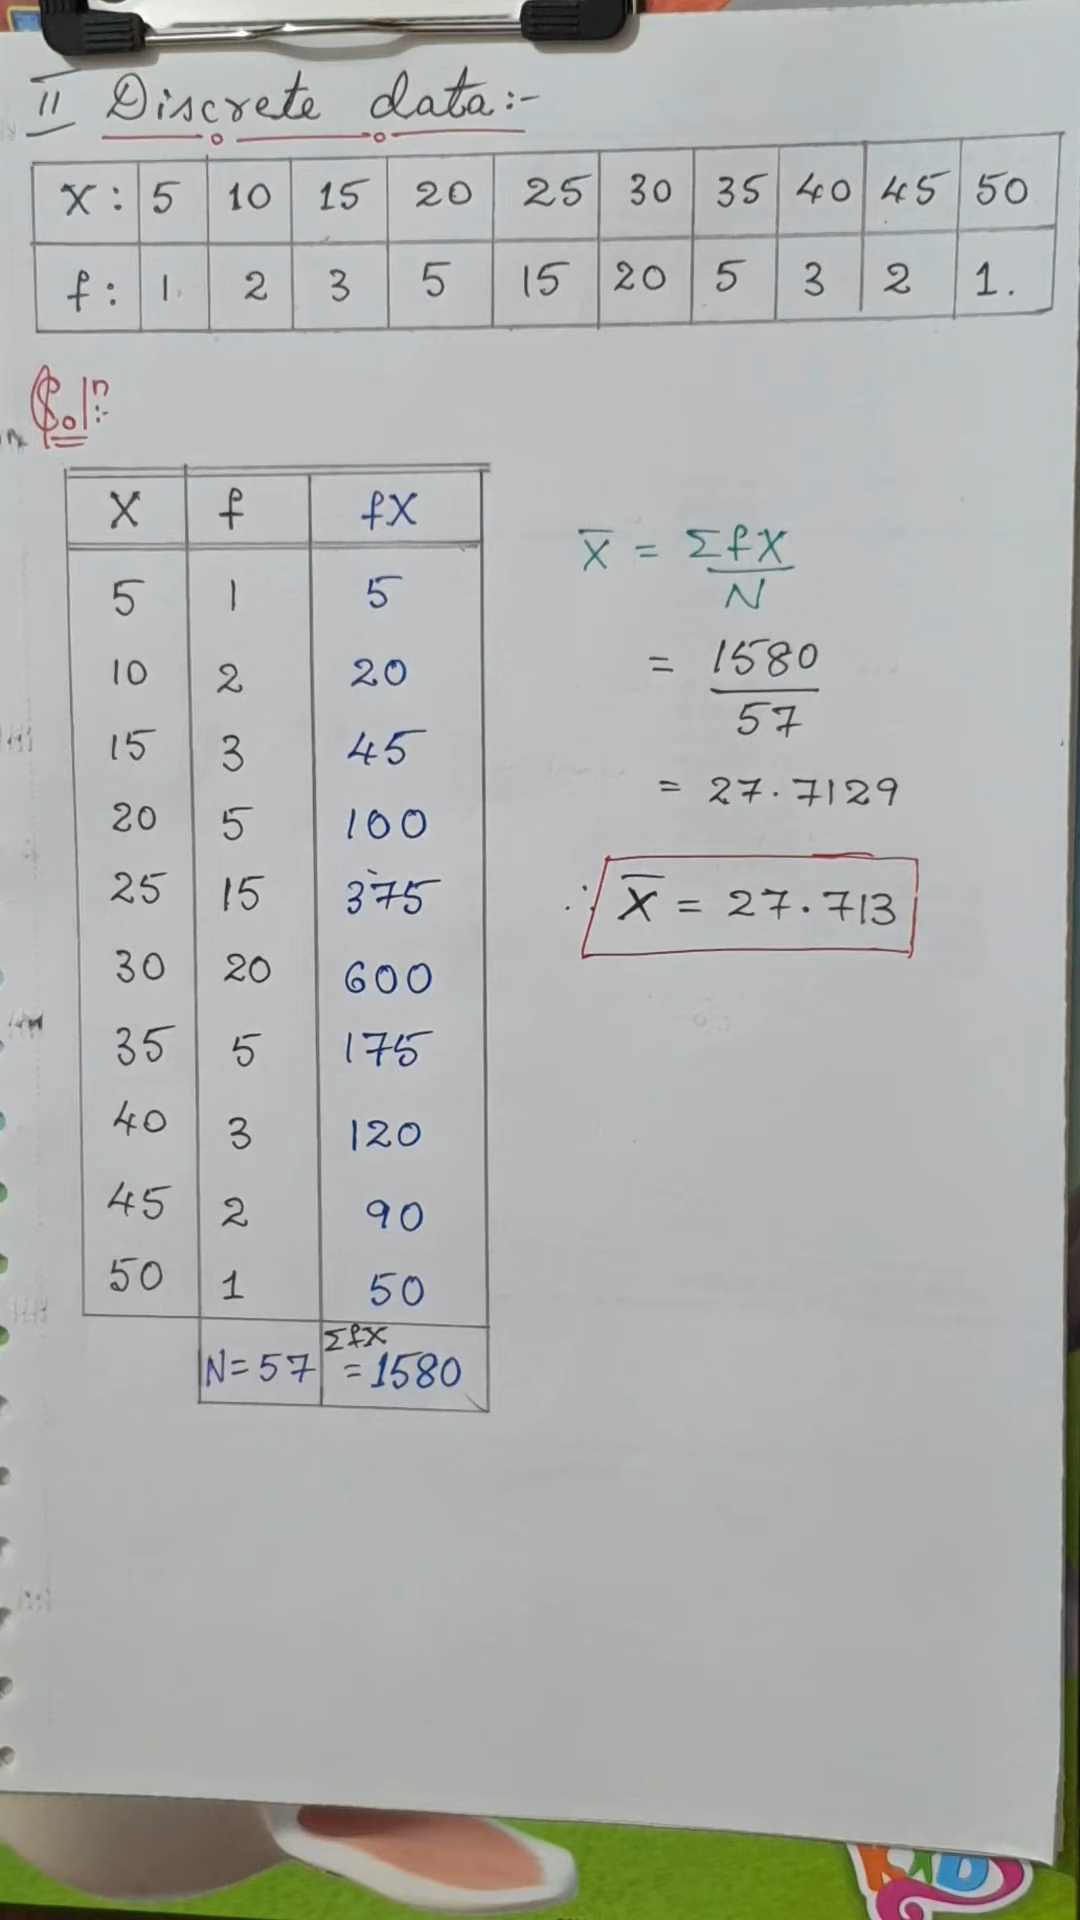 II Discrete data:-
X: 5 10 15 20 25 30 35 40 45 50
f: 1 2 3 5 15 20 5 3 2 1.
Solⁿ:-
X f fX
5 1 5
10 2 20
15 3 45
20 5 100
25 15 375
30 20 600
35 5 175
40 3 120
45 2 90
50 1 50
N=57 ΣfX =1580
X̄ = ΣfX / N
= 1580 / 57
= 27.7129
∴ X̄ = 27.713